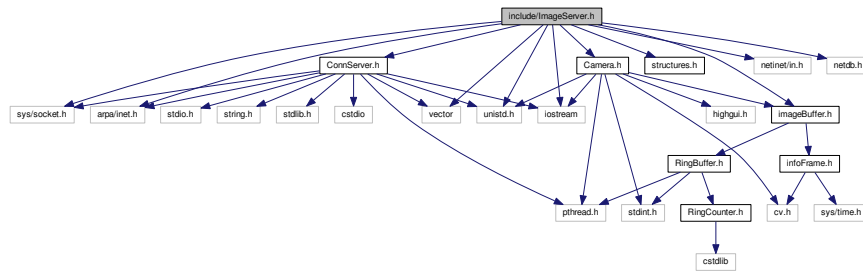 include/ImageServer.h
ConnServer.h
Camera.h
structures.h
netinet/in.h
netdb.h
sys/socket.h
arpa/inet.h
stdio.h
string.h
stdlib.h
cstdio
vector
unistd.h
iostream
highgui.h
imageBuffer.h
RingBuffer.h
infoFrame.h
pthread.h
stdint.h
RingCounter.h
cv.h
sys/time.h
cstdlib